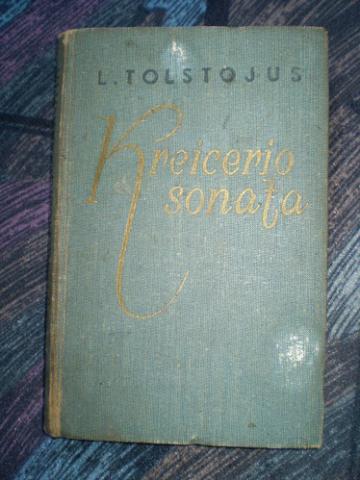 L. TOLSTOJUS
Kreicerio
sonata